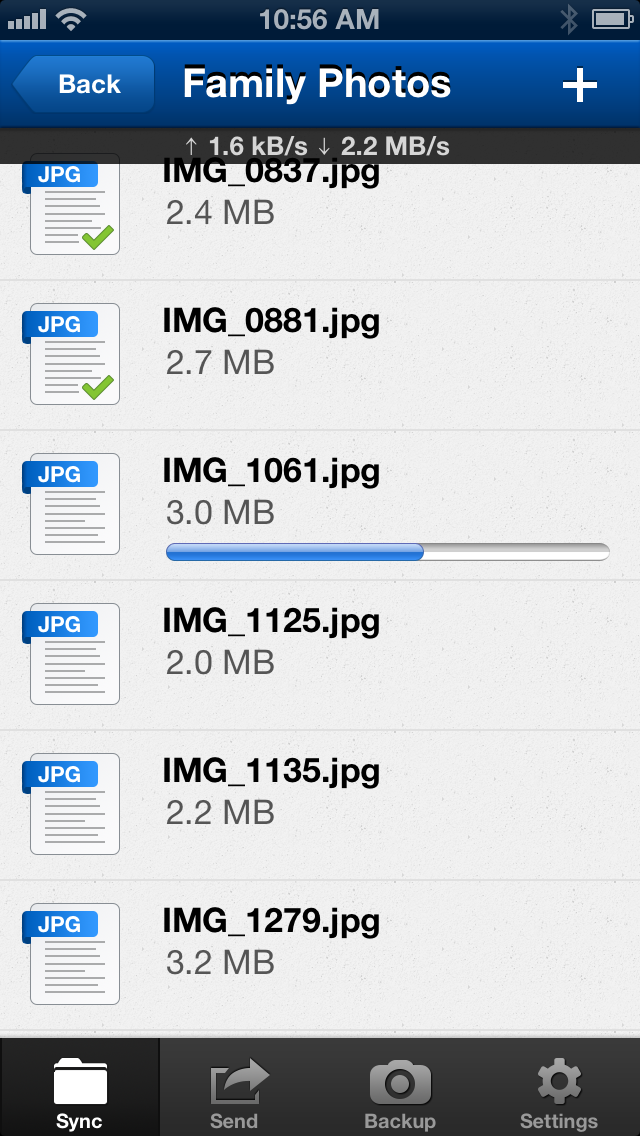 10:56 AM
Back
Family Photos
+
↑ 1.6 kB/s ↓ 2.2 MB/s
JPG
IMG_0837.jpg
2.4 MB
JPG
IMG_0881.jpg
2.7 MB
JPG
IMG_1061.jpg
3.0 MB
JPG
IMG_1125.jpg
2.0 MB
JPG
IMG_1135.jpg
2.2 MB
JPG
IMG_1279.jpg
3.2 MB
Sync Send Backup Settings